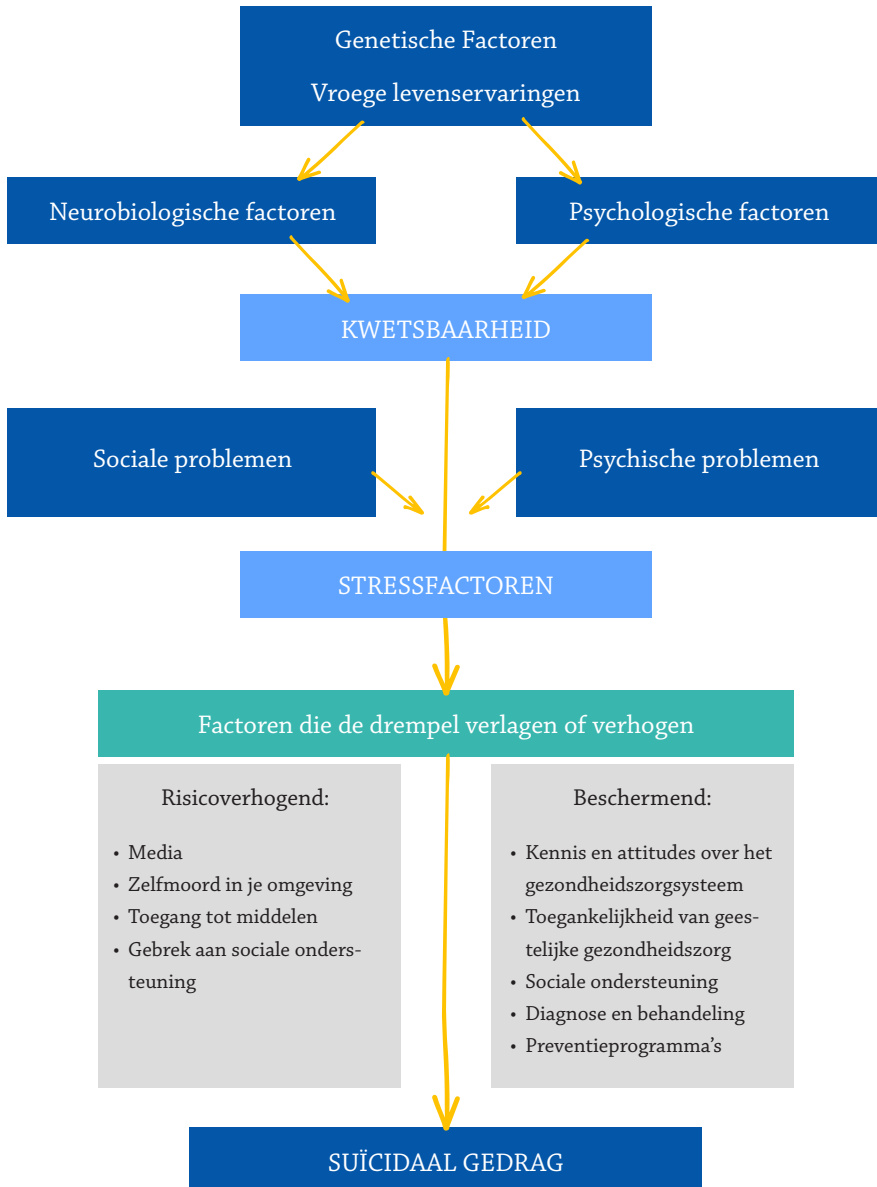 Genetische Factoren
Vroege levenservaringen
Neurobiologische factoren
Psychologische factoren
KWETSBAARHEID
Sociale problemen
Psychische problemen
STRESSFACTOREN
Factoren die de drempel verlagen of verhogen
Risicoverhogend:
• Media
• Zelfmoord in je omgeving
• Toegang tot middelen
• Gebrek aan sociale onders-
teuning
Beschermend:
• Kennis en attitudes over het
gezondheidszorgsysteem
• Toegankelijkheid van gees-
telijke gezondheidszorg
• Sociale ondersteuning
• Diagnose en behandeling
• Preventieprogramma's
SUÏCIDAAL GEDRAG